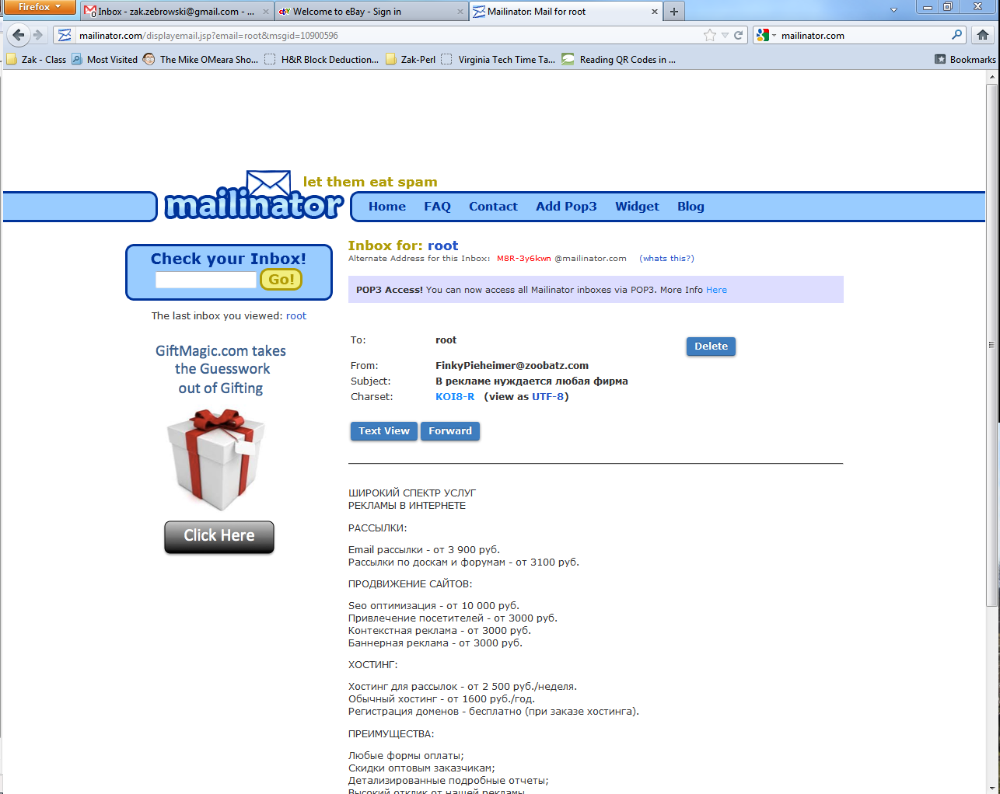 Firefox
Inbox - zak.zebrowski@gmail.com - ...
Welcome to eBay - Sign in
Mailinator: Mail for root
mailinator.com/displayemail.jsp?email=root&msgid=10900596
mailinator.com
Zak - Class
Most Visited
The Mike OMeara Sho...
H&R Block Deduction...
Zak-Perl
Virginia Tech Time Ta...
Reading QR Codes in ...
Bookmarks
let them eat spam
mailinator
Home FAQ Contact Add Pop3 Widget Blog
Check your Inbox!
Go!
The last inbox you viewed: root
GiftMagic.com takes
the Guesswork
out of Gifting
Click Here
Inbox for: root
Alternate Address for this Inbox: M8R-3y6kwn @mailinator.com (whats this?)
POP3 Access! You can now access all Mailinator inboxes via POP3. More Info Here
To: root
Delete
From: FinkyPieheimer@zoobatz.com
Subject: В рекламе нуждается любая фирма
Charset: KOI8-R (view as UTF-8)
Text View Forward
ШИРОКИЙ СПЕКТР УСЛУГ
РЕКЛАМЫ В ИНТЕРНЕТЕ
РАССЫЛКИ:
Email рассылки - от 3 900 руб.
Рассылки по доскам и форумам - от 3100 руб.
ПРОДВИЖЕНИЕ САЙТОВ:
Seo оптимизация - от 10 000 руб.
Привлечение посетителей - от 3000 руб.
Контекстная реклама - от 3000 руб.
Баннерная реклама - от 3000 руб.
ХОСТИНГ:
Хостинг для рассылок - от 2 500 руб./неделя.
Обычный хостинг - от 1600 руб./год.
Регистрация доменов - бесплатно (при заказе хостинга).
ПРЕИМУЩЕСТВА:
Любые формы оплаты;
Скидки оптовым заказчикам;
Детализированные подробные отчеты;
Высокий отклик от нашей рекламы